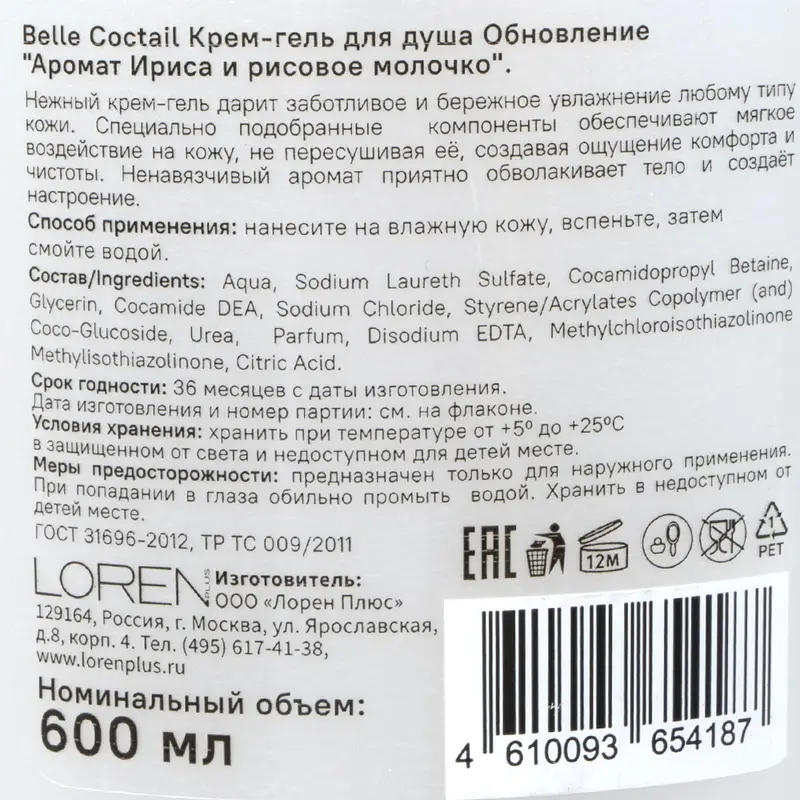 Belle Coctail Крем-гель для душа Обновление
"Аромат Ириса и рисовое молочко".
Нежный крем-гель дарит заботливое и бережное увлажнение любому типу
кожи. Специально подобранные компоненты обеспечивают мягкое
воздействие на кожу, не пересушивая её, создавая ощущение комфорта и
чистоты. Ненавязчивый аромат приятно обволакивает тело и создаёт
настроение.
Способ применения: нанесите на влажную кожу, вспеньте, затем
смойте водой.
Состав/Ingredients: Aqua, Sodium Laureth Sulfate, Cocamidopropyl Betaine,
Glycerin, Cocamide DEA, Sodium Chloride, Styrene/Acrylates Copolymer (and)
Coco-Glucoside, Urea, Parfum, Disodium EDTA, Methylchloroisothiazolinone
Methylisothiazolinone, Citric Acid.
Срок годности: 36 месяцев с даты изготовления.
Дата изготовления и номер партии: см. на флаконе.
Условия хранения: хранить при температуре от +5° до +25°C
в защищенном от света и недоступном для детей месте.
Меры предосторожности: предназначен только для наружного применения.
При попадании в глаза обильно промыть водой. Хранить в недоступном от
детей месте.
ГОСТ 31696-2012, ТР ТС 009/2011
EAC
12M
PET
LOREN PLUS
Изготовитель:
ООО «Лорен Плюс»
129164, Россия, г. Москва, ул. Ярославская,
д.8, корп. 4. Тел. (495) 617-41-38,
www.lorenplus.ru
Номинальный объем:
600 мл
4 610093 654187